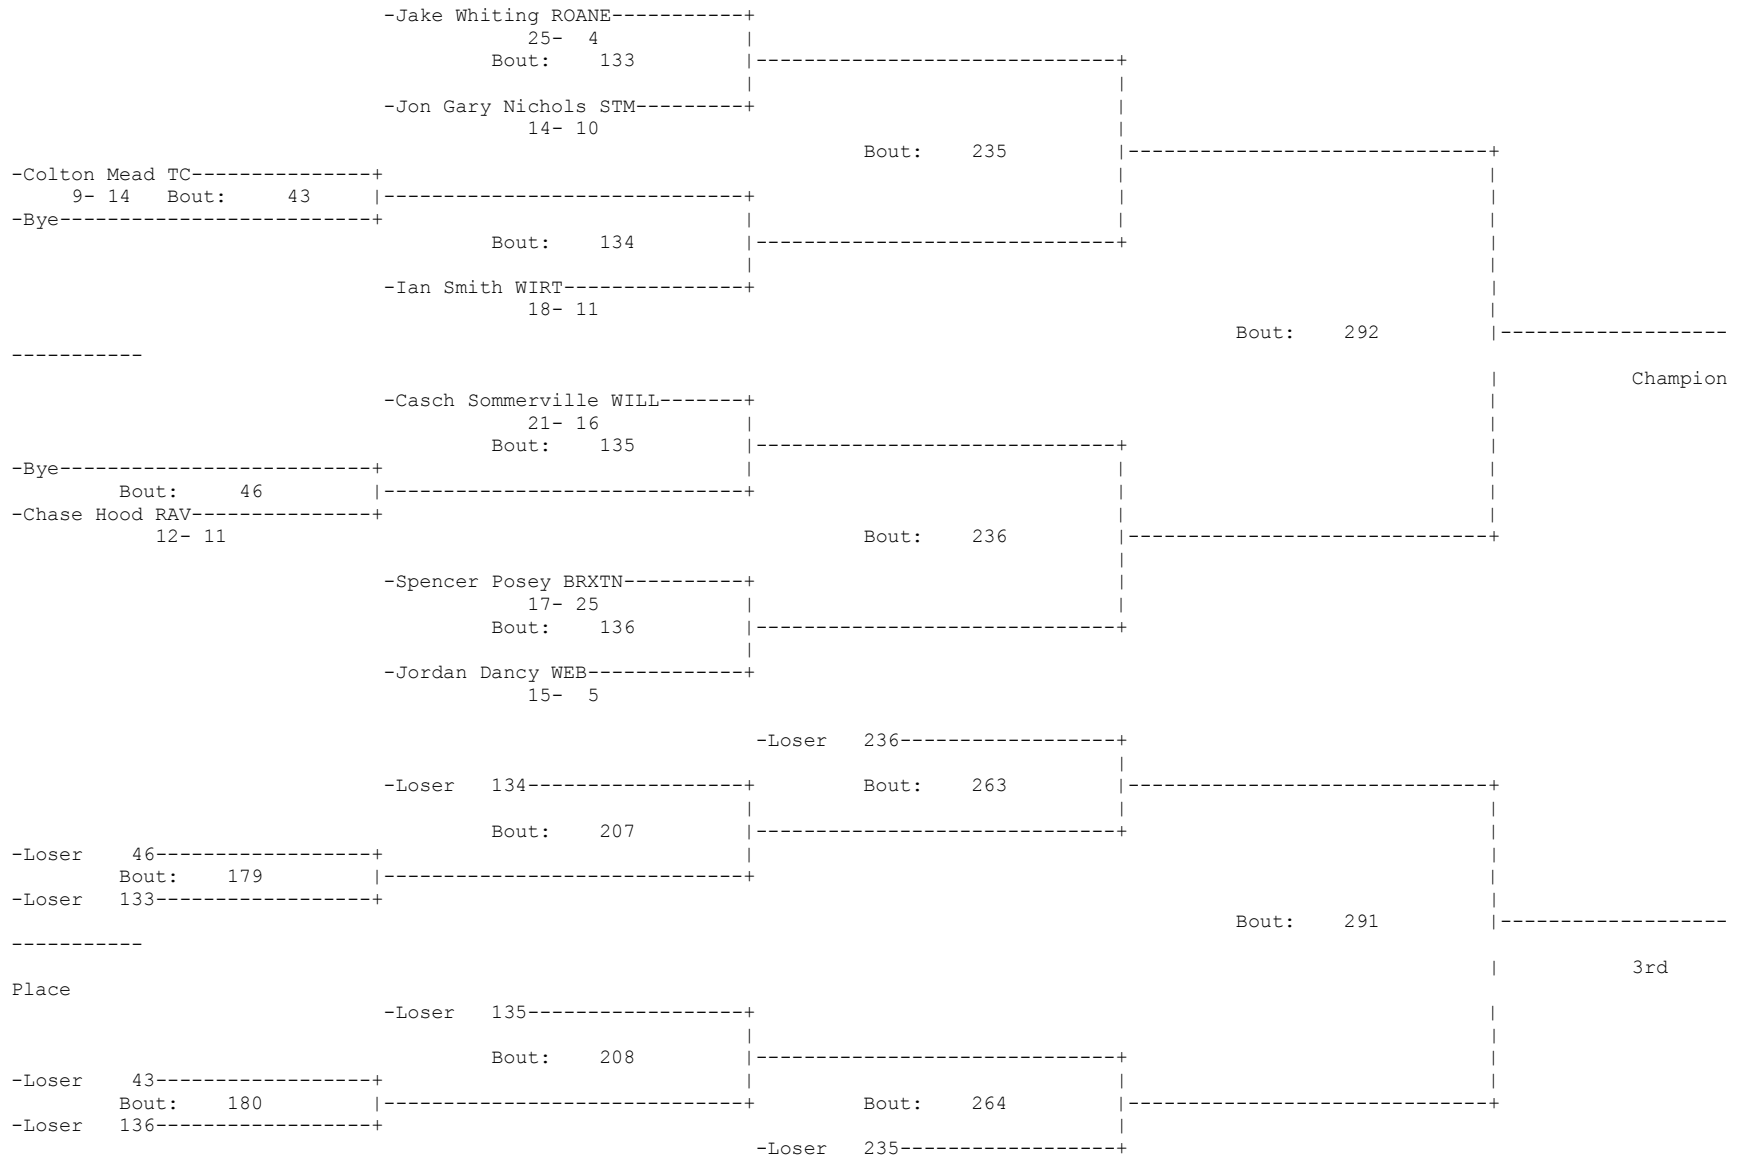 -Jake Whiting ROANE-----------+
25- 4 |
Bout: 133 |------------------------------+
| |
-Jon Gary Nichols STM---------+ |
14- 10 |
Bout: 235 |------------------------------+
-Colton Mead TC---------------+ | |
9- 14 Bout: 43 |------------------------------+ | |
-Bye--------------------------+ | | |
Bout: 134 |------------------------------+ |
| |
-Ian Smith WIRT---------------+ |
18- 11 |
Bout: 292 |-------------------
-----------
| Champion
-Casch Sommerville WILL-------+ |
21- 16 | |
Bout: 135 |------------------------------+ |
-Bye--------------------------+ | | |
Bout: 46 |------------------------------+ | |
-Chase Hood RAV---------------+ | |
12- 11 Bout: 236 |------------------------------+
|
-Spencer Posey BRXTN----------+ |
17- 25 | |
Bout: 136 |------------------------------+
|
-Jordan Dancy WEB-------------+
15- 5
-Loser 236------------------+
|
-Loser 134------------------+ Bout: 263 |------------------------------+
| | |
Bout: 207 |------------------------------+ |
-Loser 46------------------+ | |
Bout: 179 |------------------------------+ |
-Loser 133------------------+ |
Bout: 291 |-------------------
-----------
| 3rd
Place
-Loser 135------------------+ |
| |
Bout: 208 |------------------------------+ |
-Loser 43------------------+ | | |
Bout: 180 |------------------------------+ Bout: 264 |------------------------------+
-Loser 136------------------+ |
-Loser 235------------------+